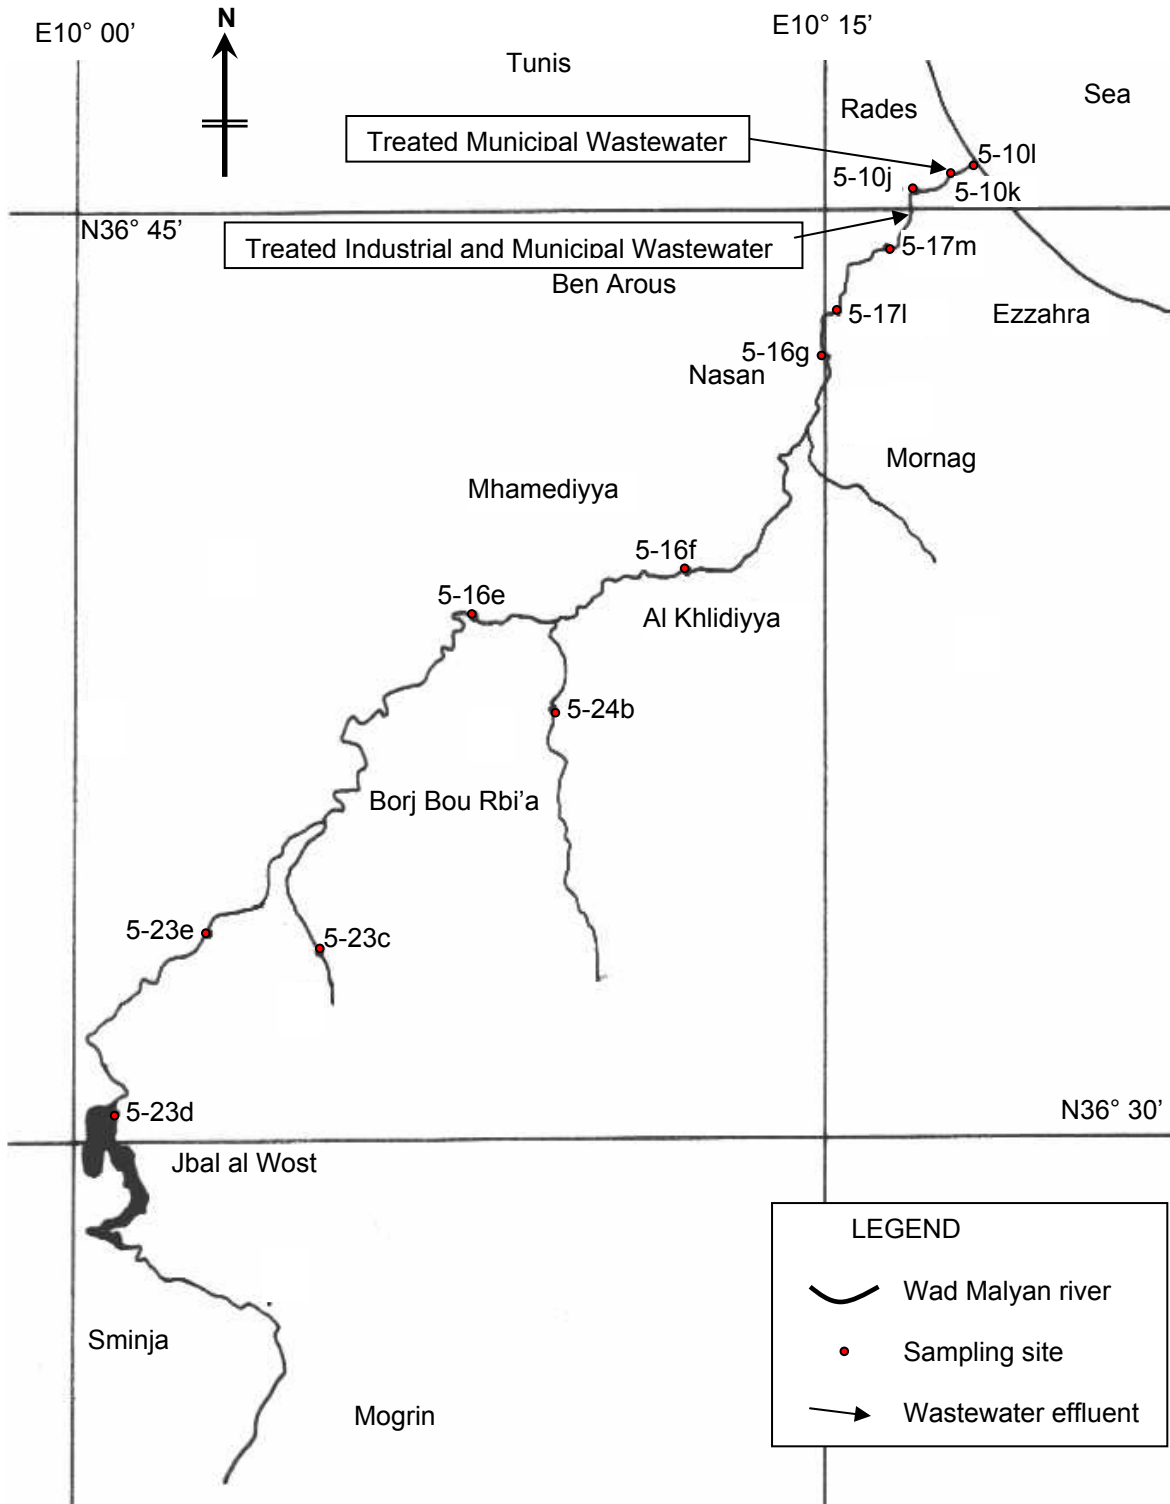 N
E10° 00’
E10° 15’
Tunis
Sea
Rades
Treated Municipal Wastewater
5-10l
5-10j
5-10k
N36° 45’
Treated Industrial and Municipal Wastewater
5-17m
Ben Arous
5-17l
Ezzahra
5-16g
Nasan
Mornag
Mhamediyya
5-16f
5-16e
Al Khlidiyya
5-24b
Borj Bou Rbi’a
5-23e
5-23c
5-23d
N36° 30’
Jbal al Wost
LEGEND
Wad Malyan river
Sminja
Sampling site
Mogrin
Wastewater effluent